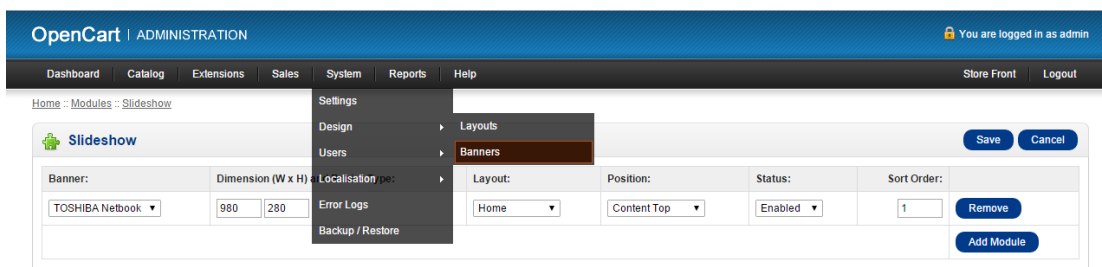 OpenCart | ADMINISTRATION You are logged in as admin
Dashboard Catalog Extensions Sales System Reports Help Store Front Logout
Home :: Modules :: Slideshow
Settings
Design Layouts
Slideshow Save Cancel
Users Banners
Banner: Dimension (W x H) a Localisation pe: Layout: Position: Status: Sort Order:
TOSHIBA Netbook 980 280 Error Logs Home Content Top Enabled 1 Remove
Backup / Restore
Add Module